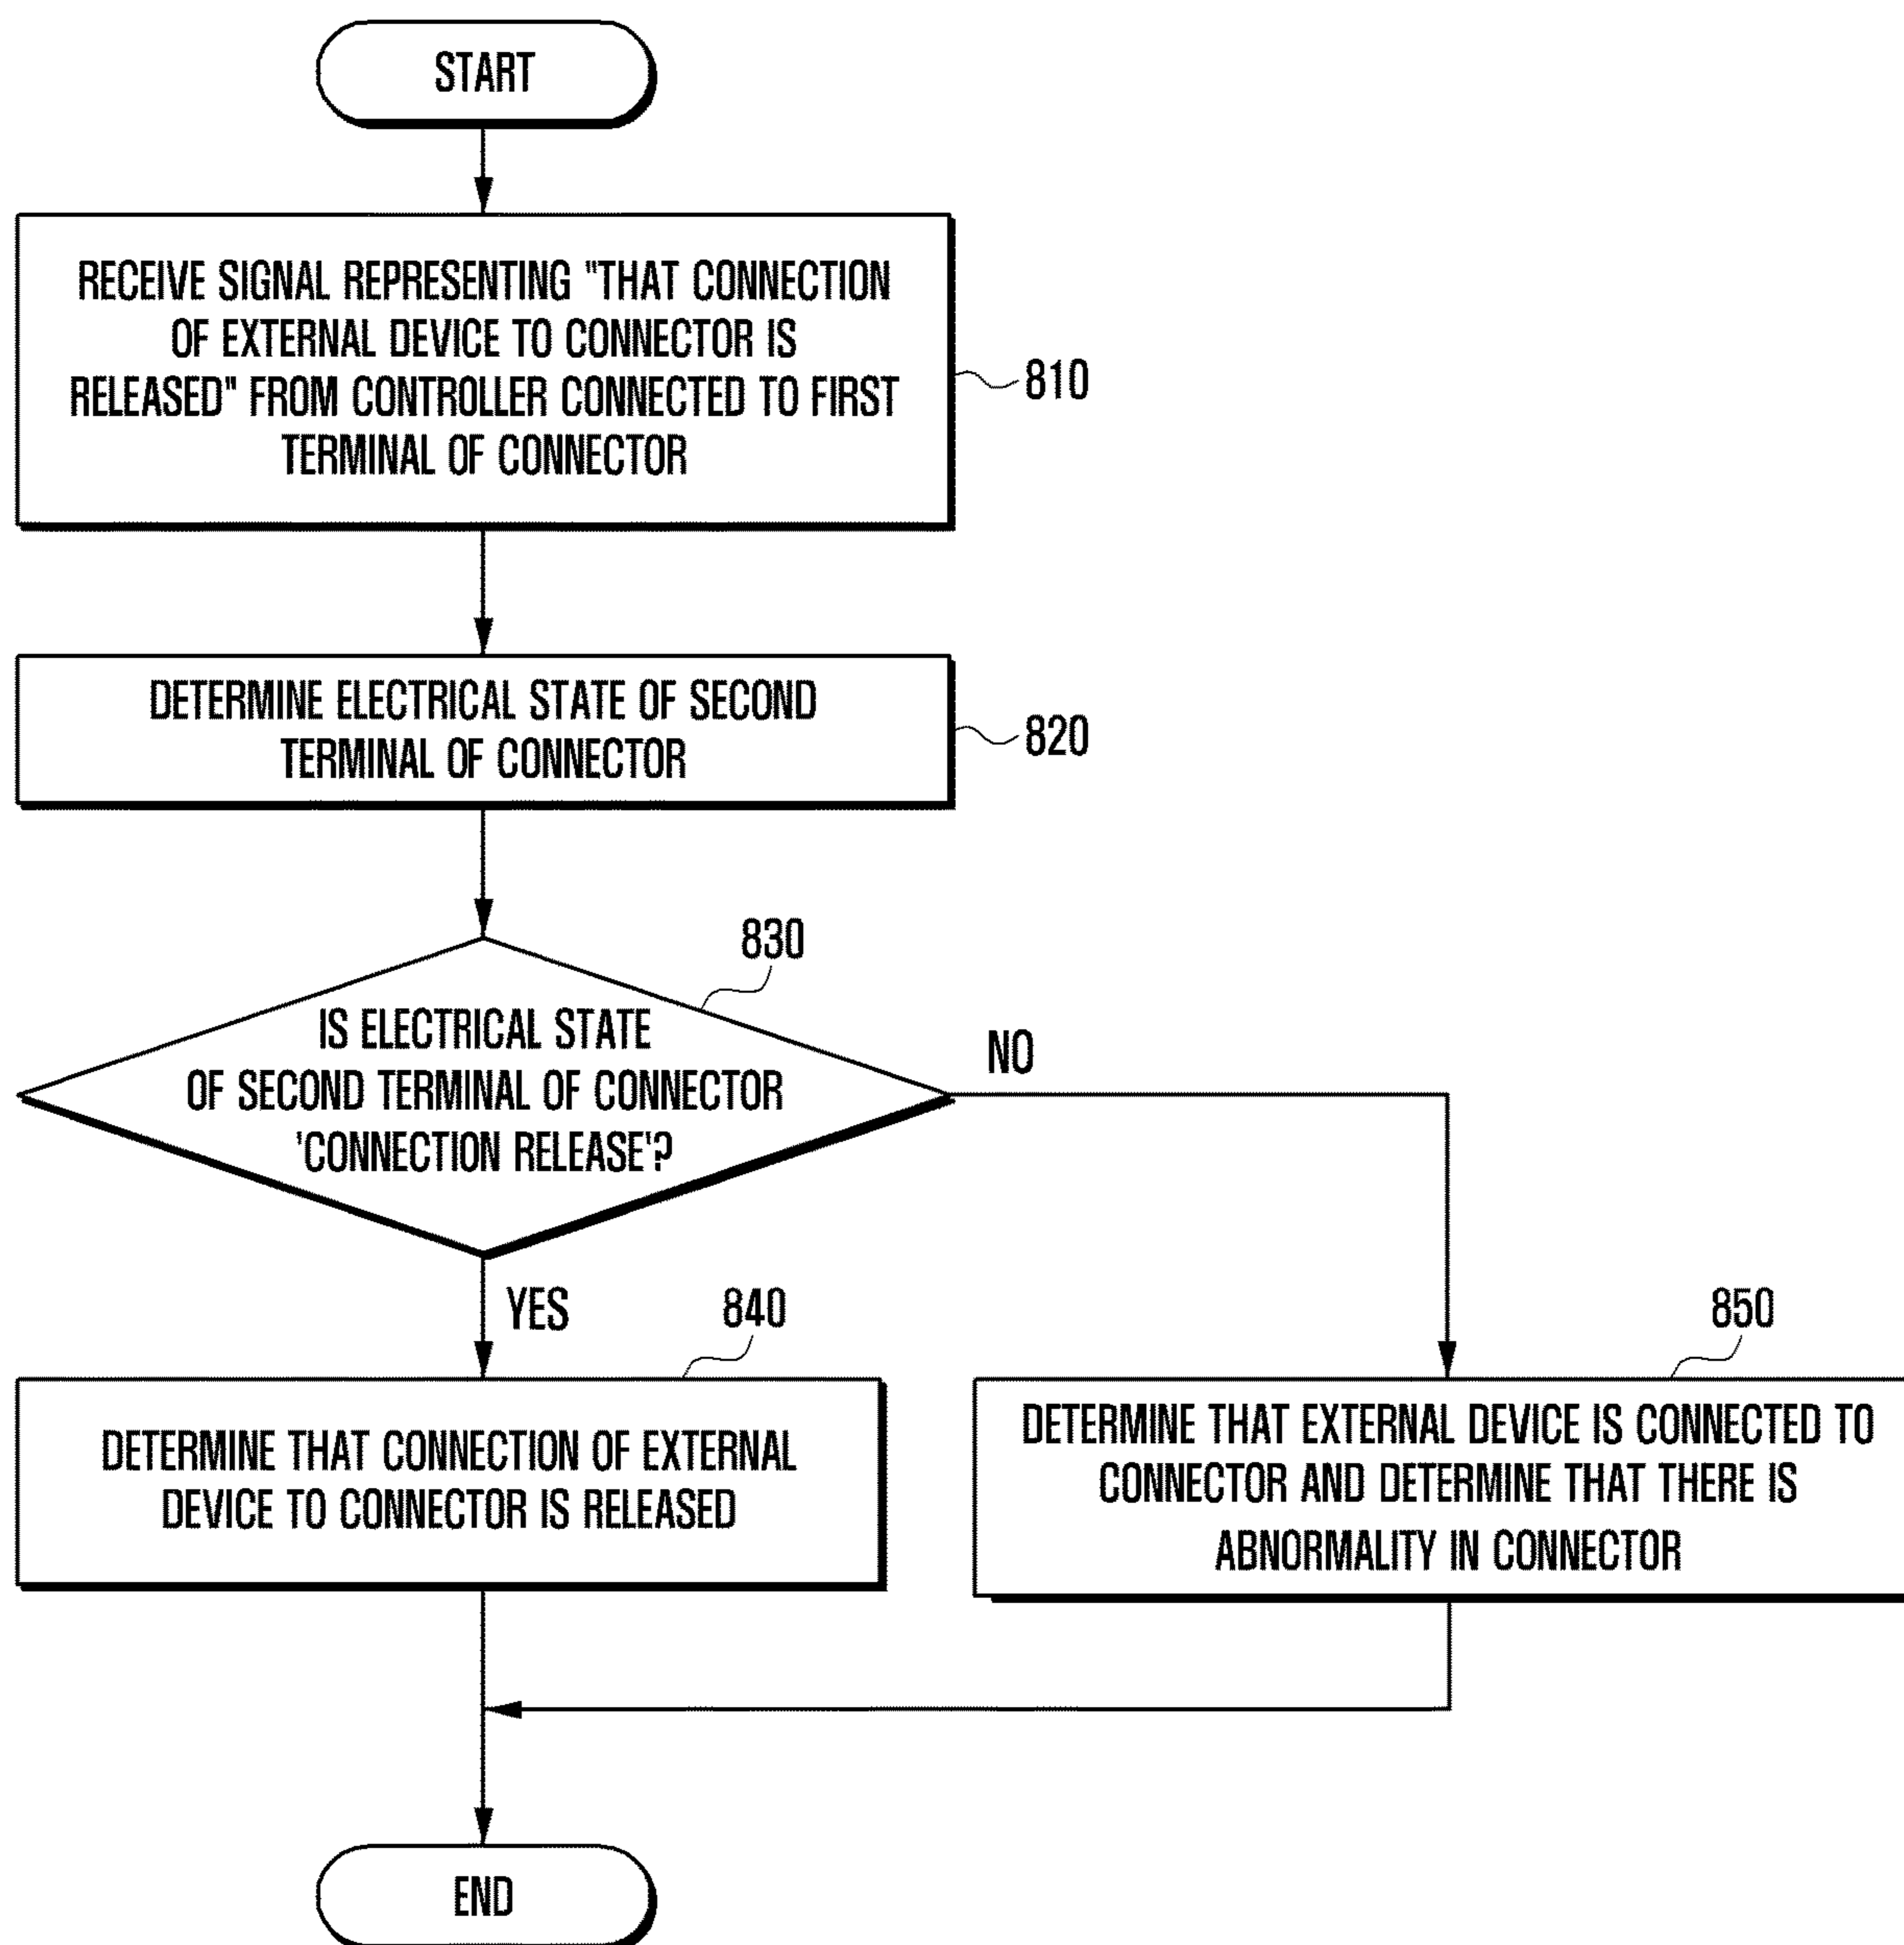 START
RECEIVE SIGNAL REPRESENTING "THAT CONNECTION
OF EXTERNAL DEVICE TO CONNECTOR IS
RELEASED" FROM CONTROLLER CONNECTED TO FIRST
TERMINAL OF CONNECTOR
810
DETERMINE ELECTRICAL STATE OF SECOND
TERMINAL OF CONNECTOR
820
830
IS ELECTRICAL STATE
OF SECOND TERMINAL OF CONNECTOR
'CONNECTION RELEASE'?
NO
YES
840
850
DETERMINE THAT CONNECTION OF EXTERNAL
DEVICE TO CONNECTOR IS RELEASED
DETERMINE THAT EXTERNAL DEVICE IS CONNECTED TO
CONNECTOR AND DETERMINE THAT THERE IS
ABNORMALITY IN CONNECTOR
END